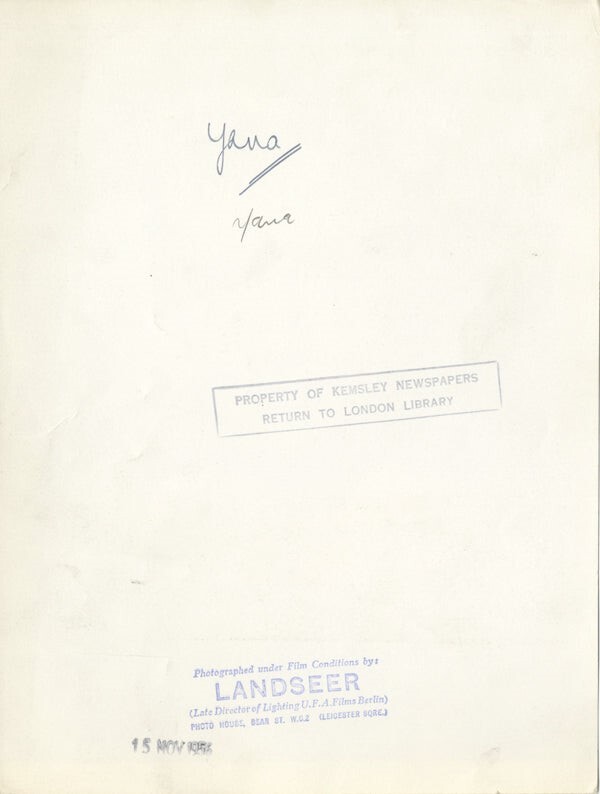 Yana
Yana
PROPERTY OF KEMSLEY NEWSPAPERS
RETURN TO LONDON LIBRARY
Photographed under Film Conditions by:
LANDSEER
(Late Director of Lighting U.F.A. Films Berlin)
PHOTO HOUSE, BEAR ST. W.C.2 (LEICESTER SQRE.)
15 NOV 1956